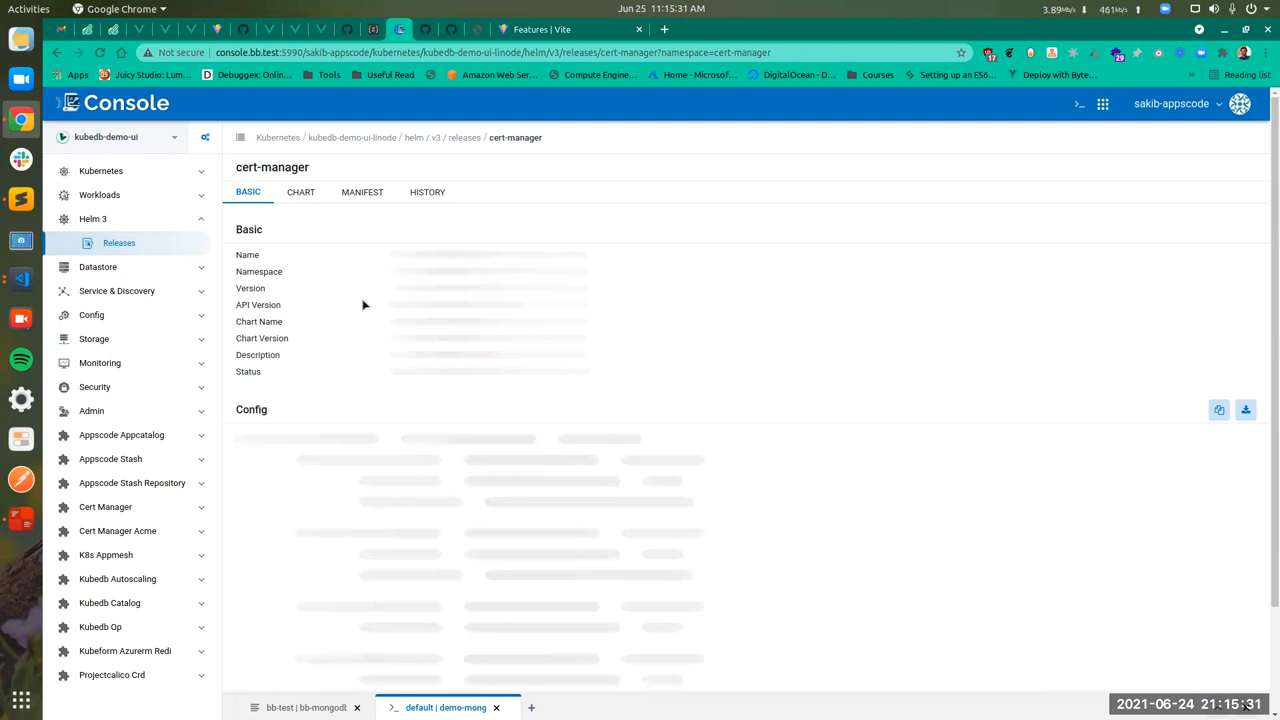 Activities
Google Chrome
Jun 25 11:15:31 AM
3.89MB/s
461kB/s
Features | Vite
Not secure
console.bb.test:5990/sakib-appscode/kubernetes/kubedb-demo-ui-linode/helm/v3/releases/cert-manager?namespace=cert-manager
17
29
Apps
Juicy Studio: Lum...
Debuggex: Onlin...
Tools
Useful Read
Amazon Web Ser...
Compute Engine...
Home - Microsof...
DigitalOcean - D...
Courses
Setting up an ES6...
Deploy with Byte...
»
Reading list
Console
sakib-appscode
kubedb-demo-ui
Kubernetes / kubedb-demo-ui-linode / helm / v3 / releases / cert-manager
cert-manager
BASIC
CHART
MANIFEST
HISTORY
Kubernetes
Workloads
Helm 3
Releases
Datastore
Service & Discovery
Config
Storage
Monitoring
Security
Admin
Appscode Appcatalog
Appscode Stash
Appscode Stash Repository
Cert Manager
Cert Manager Acme
K8s Appmesh
Kubedb Autoscaling
Kubedb Catalog
Kubedb Op
Kubeform Azurerm Redi
Projectcalico Crd
Basic
Name
Namespace
Version
API Version
Chart Name
Chart Version
Description
Status
Config
bb-test | bb-mongodb
default | demo-mong
2021-06-24 21:15:31